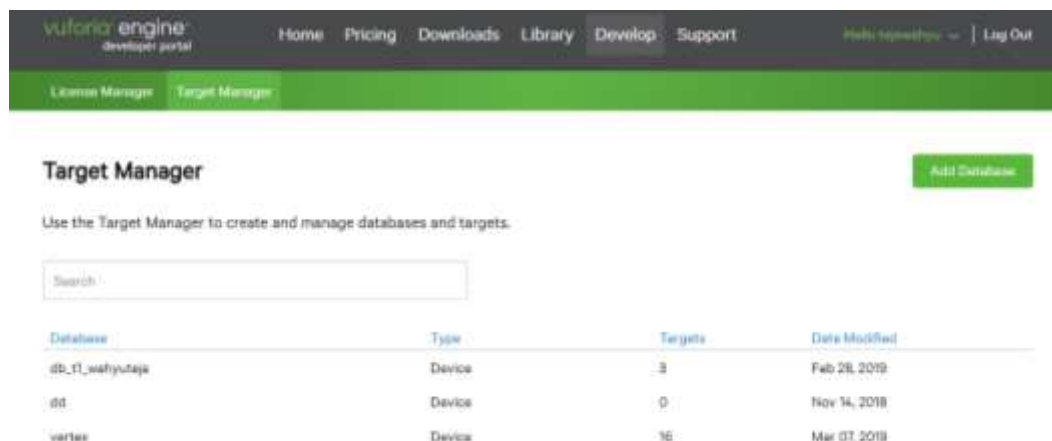 vuforia engine
developer portal
Home Pricing Downloads Library Develop Support
Log Out
License Manager Target Manager
Target Manager
Add Database
Use the Target Manager to create and manage databases and targets.
Search
Database Type Targets Date Modified
db_t1_wahyuteja Device 3 Feb 28, 2019
dd Device 0 Nov 14, 2018
vertex Device 16 Mar 07, 2019